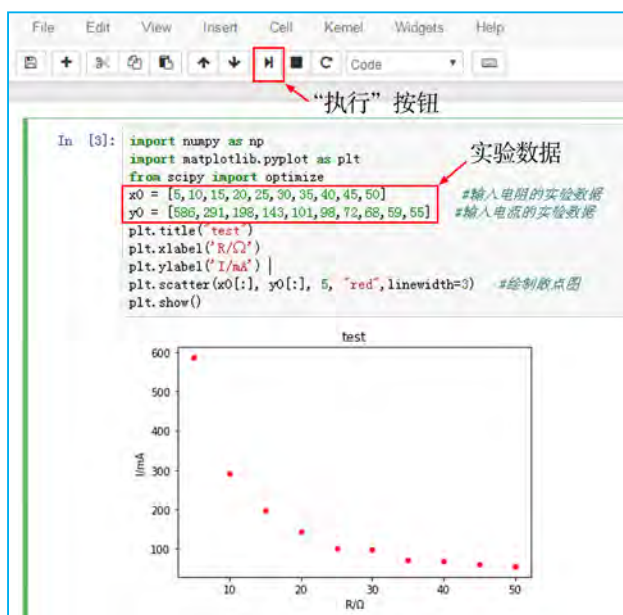 File Edit View Insert Cell Kernel Widgets Help
Code
“执行”按钮
In [3]: import numpy as np
import matplotlib.pyplot as plt
from scipy import optimize
实验数据
x0 = [5,10,15,20,25,30,35,40,45,50] #输入电阻的实验数据
y0 = [586,291,198,143,101,98,72,68,59,55] #输入电流的实验数据
plt.title("test")
plt.xlabel('R/Ω')
plt.ylabel('I/mA')
plt.scatter(x0[:], y0[:], 5, "red",linewidth=3) #绘制散点图
plt.show()
test
600
500
400
300
200
100
I/mA
10 20 30 40 50
R/Ω